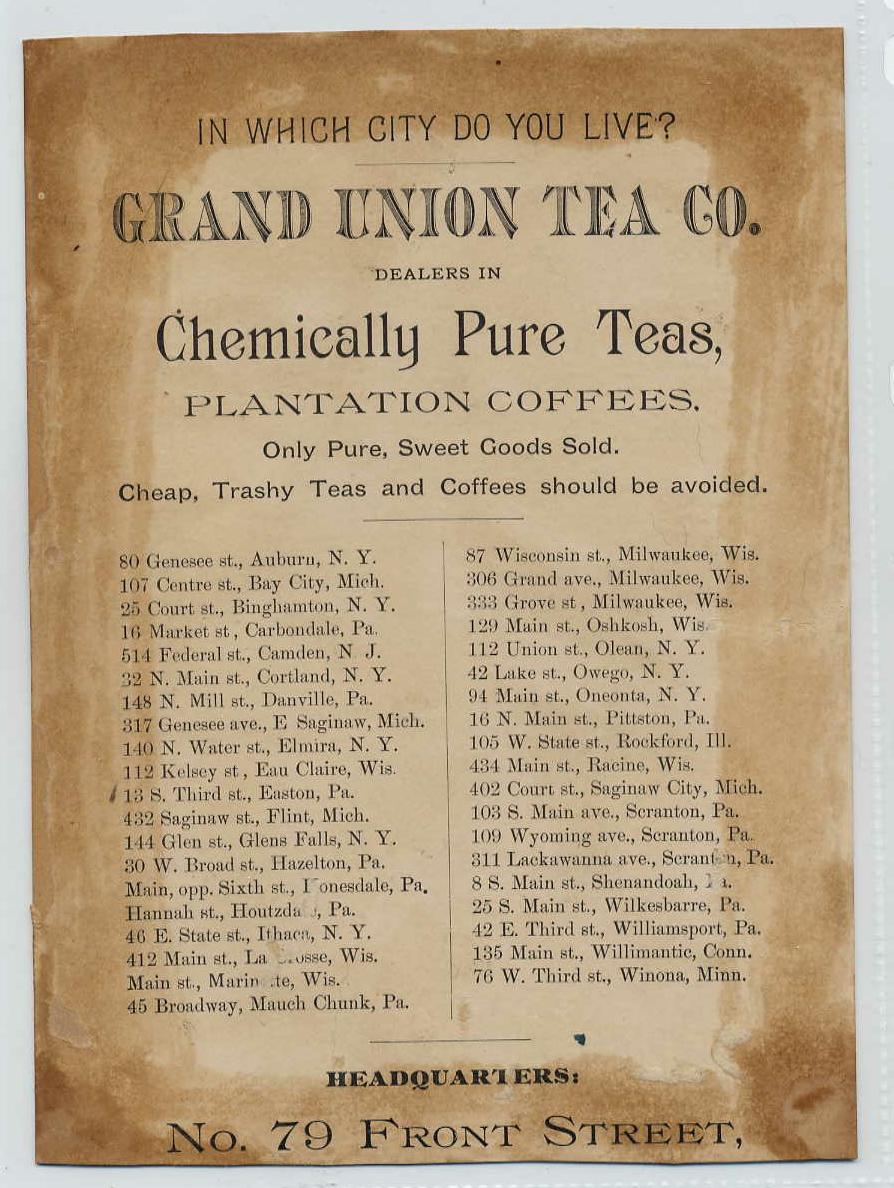 IN WHICH CITY DO YOU LIVE?
GRAND UNION TEA CO.
DEALERS IN
Chemically Pure Teas,
PLANTATION COFFEES.
Only Pure, Sweet Goods Sold.
Cheap, Trashy Teas and Coffees should be avoided.
80 Genesee st., Auburn, N. Y.
107 Centre st., Bay City, Mich.
25 Court st., Binghamton, N. Y.
16 Market st, Carbondale, Pa.
514 Federal st., Camden, N J.
32 N. Main st., Cortland, N. Y.
148 N. Mill st., Danville, Pa.
317 Genesee ave., E Saginaw, Mich.
140 N. Water st., Elmira, N. Y.
112 Kelsey st, Eau Claire, Wis.
13 S. Third st., Easton, Pa.
432 Saginaw st., Flint, Mich.
144 Glen st., Glens Falls, N. Y.
30 W. Broad st., Hazelton, Pa.
Main, opp. Sixth st., Honesdale, Pa.
Hannah st., Houtzdale, Pa.
46 E. State st., Ithaca, N. Y.
412 Main st., La Crosse, Wis.
Main st., Marinette, Wis.
45 Broadway, Mauch Chunk, Pa.
87 Wisconsin st., Milwaukee, Wis.
306 Grand ave., Milwaukee, Wis.
333 Grove st, Milwaukee, Wis.
129 Main st., Oshkosh, Wis.
112 Union st., Olean, N. Y.
42 Lake st., Owego, N. Y.
94 Main st., Oneonta, N. Y.
16 N. Main st., Pittston, Pa.
105 W. State st., Rockford, Ill.
434 Main st., Racine, Wis.
402 Court st., Saginaw City, Mich.
103 S. Main ave., Scranton, Pa.
109 Wyoming ave., Scranton, Pa.
311 Lackawanna ave., Scranton, Pa.
8 S. Main st., Shenandoah, Pa.
25 S. Main st., Wilkesbarre, Pa.
42 E. Third st., Williamsport, Pa.
135 Main st., Willimantic, Conn.
76 W. Third st., Winona, Minn.
HEADQUARTERS:
No. 79 Front Street,